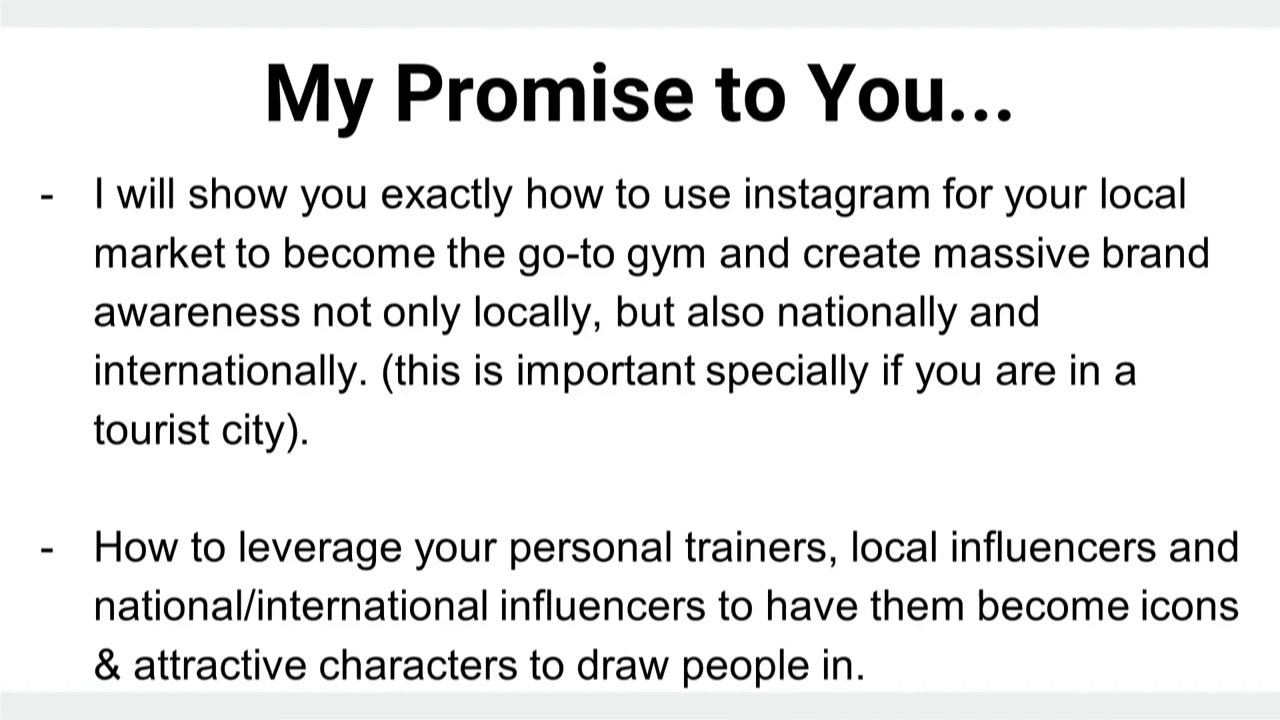 My Promise to You...
- I will show you exactly how to use instagram for your local
market to become the go-to gym and create massive brand
awareness not only locally, but also nationally and
internationally. (this is important specially if you are in a
tourist city).
- How to leverage your personal trainers, local influencers and
national/international influencers to have them become icons
& attractive characters to draw people in.